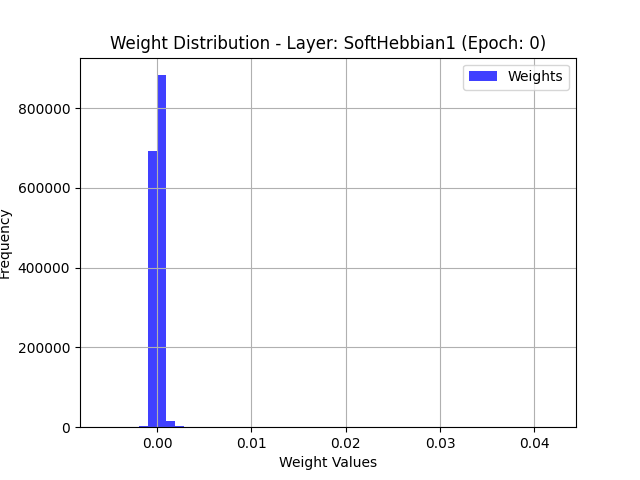 Weight Distribution - Layer: SoftHebbian1 (Epoch: 0)
Weights
800000
600000
400000
200000
0
Frequency
0.00 0.01 0.02 0.03 0.04
Weight Values